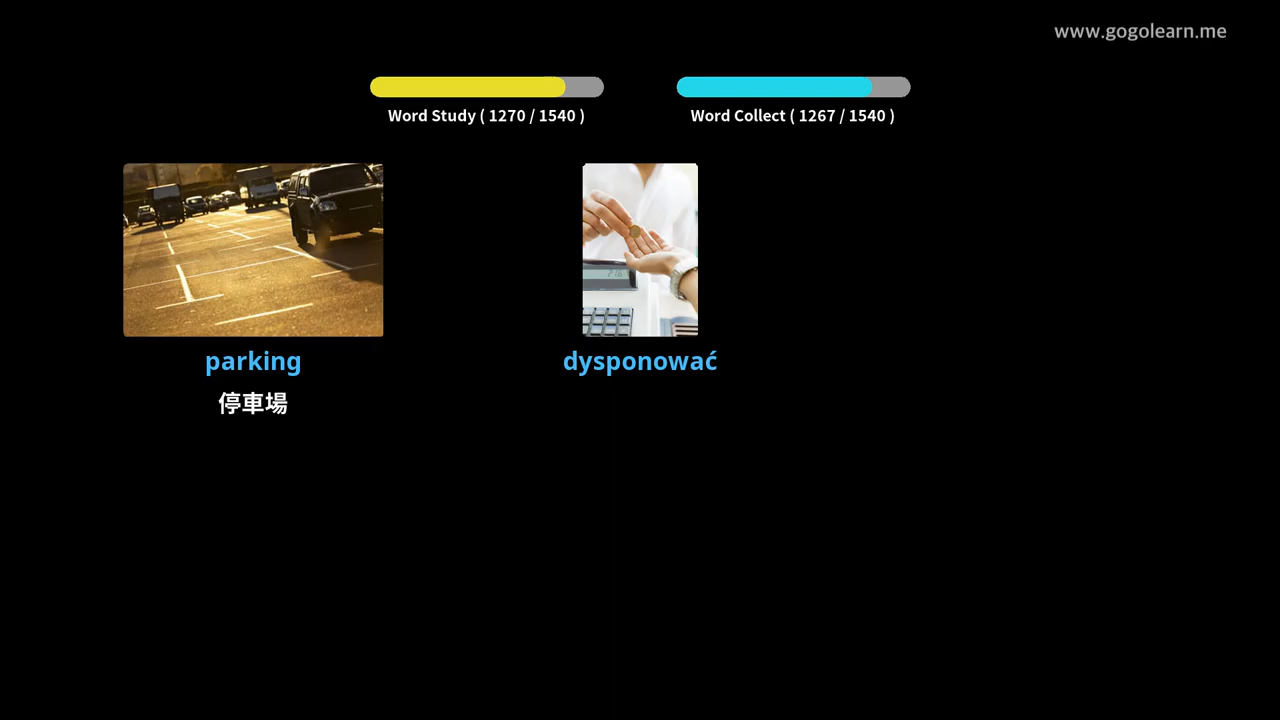 www.gogolearn.me
Word Study ( 1270 / 1540 )
Word Collect ( 1267 / 1540 )
parking
停車場
dysponować